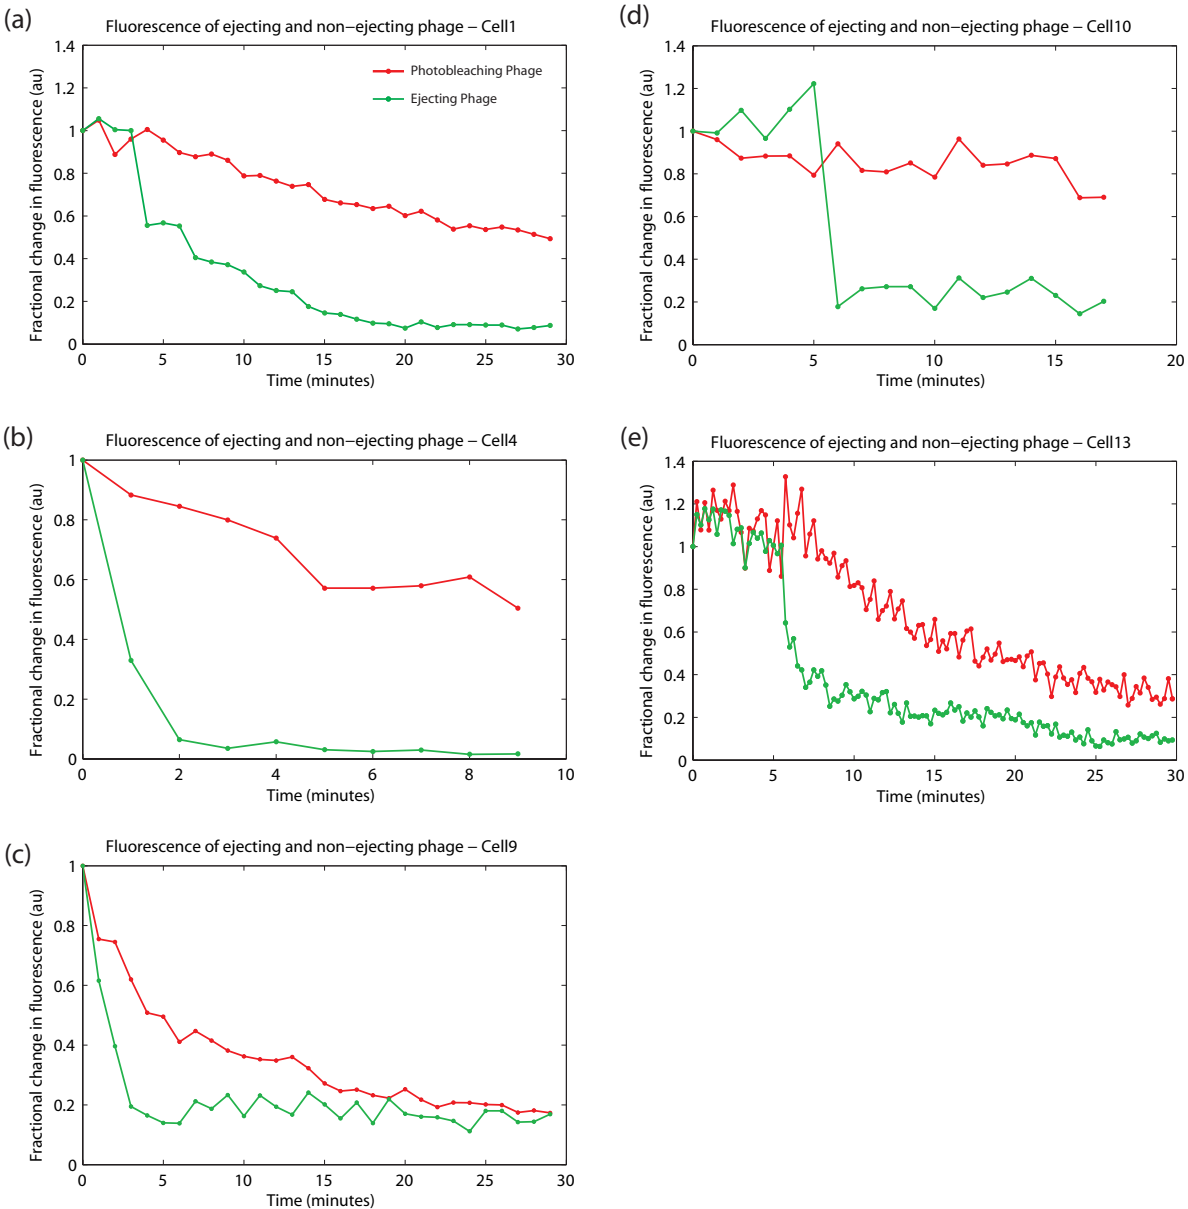 (a)
Fluorescence of ejecting and non−ejecting phage − Cell1
Fractional change in fluorescence (au)
1.4
1.2
1
0.8
0.6
0.4
0.2
0
Photobleaching Phage
Ejecting Phage
0 5 10 15 20 25 30
Time (minutes)
(b)
Fluorescence of ejecting and non−ejecting phage − Cell4
Fractional change in fluorescence (au)
1
0.8
0.6
0.4
0.2
0
0 2 4 6 8 10
Time (minutes)
(c)
Fluorescence of ejecting and non−ejecting phage − Cell9
Fractional change in fluorescence (au)
1
0.8
0.6
0.4
0.2
0
0 5 10 15 20 25 30
Time (minutes)
(d)
Fluorescence of ejecting and non−ejecting phage − Cell10
Fractional change in fluorescence (au)
1.4
1.2
1
0.8
0.6
0.4
0.2
0
0 5 10 15 20
Time (minutes)
(e)
Fluorescence of ejecting and non−ejecting phage − Cell13
Fractional change in fluorescence (au)
1.4
1.2
1
0.8
0.6
0.4
0.2
0
0 5 10 15 20 25 30
Time (minutes)